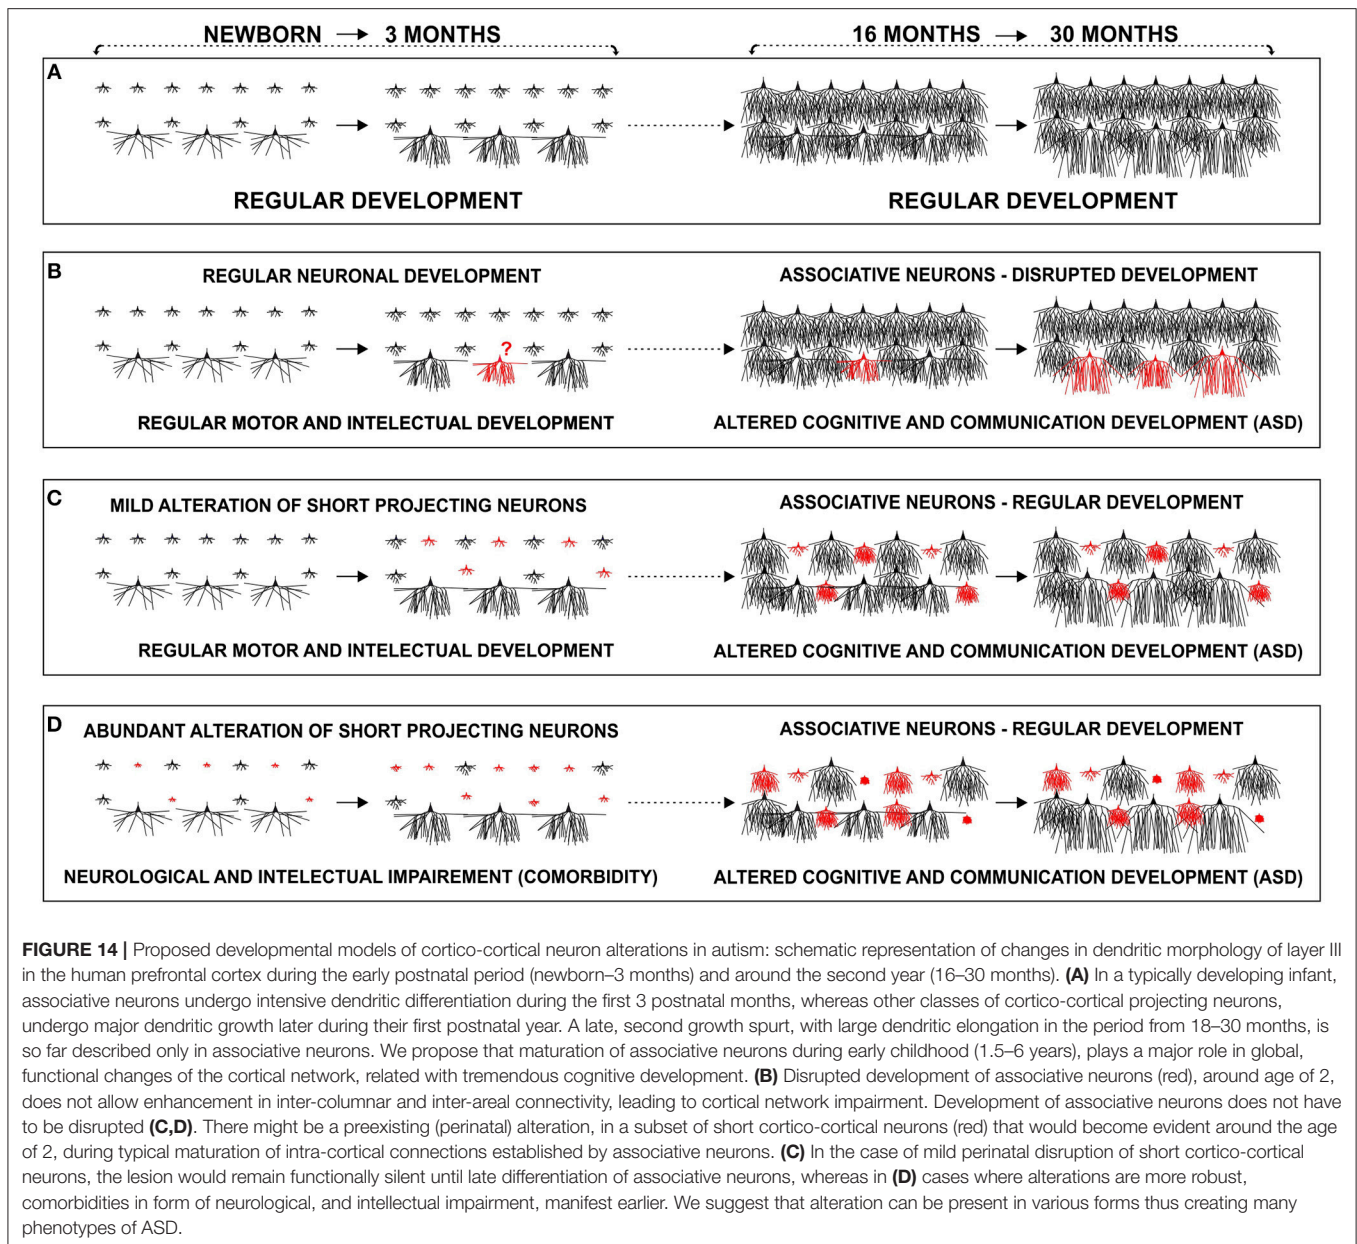 NEWBORN → 3 MONTHS
16 MONTHS → 30 MONTHS
A
REGULAR DEVELOPMENT
REGULAR DEVELOPMENT
B
REGULAR NEURONAL DEVELOPMENT
ASSOCIATIVE NEURONS - DISRUPTED DEVELOPMENT
?
REGULAR MOTOR AND INTELECTUAL DEVELOPMENT
ALTERED COGNITIVE AND COMMUNICATION DEVELOPMENT (ASD)
C
MILD ALTERATION OF SHORT PROJECTING NEURONS
ASSOCIATIVE NEURONS - REGULAR DEVELOPMENT
REGULAR MOTOR AND INTELECTUAL DEVELOPMENT
ALTERED COGNITIVE AND COMMUNICATION DEVELOPMENT (ASD)
D
ABUNDANT ALTERATION OF SHORT PROJECTING NEURONS
ASSOCIATIVE NEURONS - REGULAR DEVELOPMENT
NEUROLOGICAL AND INTELECTUAL IMPAIREMENT (COMORBIDITY)
ALTERED COGNITIVE AND COMMUNICATION DEVELOPMENT (ASD)
FIGURE 14 | Proposed developmental models of cortico-cortical neuron alterations in autism: schematic representation of changes in dendritic morphology of layer III
in the human prefrontal cortex during the early postnatal period (newborn–3 months) and around the second year (16–30 months). (A) In a typically developing infant,
associative neurons undergo intensive dendritic differentiation during the first 3 postnatal months, whereas other classes of cortico-cortical projecting neurons,
undergo major dendritic growth later during their first postnatal year. A late, second growth spurt, with large dendritic elongation in the period from 18–30 months, is
so far described only in associative neurons. We propose that maturation of associative neurons during early childhood (1.5–6 years), plays a major role in global,
functional changes of the cortical network, related with tremendous cognitive development. (B) Disrupted development of associative neurons (red), around age of 2,
does not allow enhancement in inter-columnar and inter-areal connectivity, leading to cortical network impairment. Development of associative neurons does not have
to be disrupted (C,D). There might be a preexisting (perinatal) alteration, in a subset of short cortico-cortical neurons (red) that would become evident around the age
of 2, during typical maturation of intra-cortical connections established by associative neurons. (C) In the case of mild perinatal disruption of short cortico-cortical
neurons, the lesion would remain functionally silent until late differentiation of associative neurons, whereas in (D) cases where alterations are more robust,
comorbidities in form of neurological, and intellectual impairment, manifest earlier. We suggest that alteration can be present in various forms thus creating many
phenotypes of ASD.